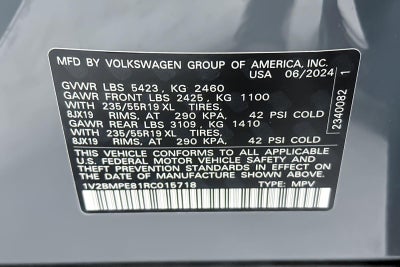 MFD BY VOLKSWAGEN GROUP OF AMERICA, INC.
USA 06/2024
GVWR LBS 5423, KG 2460
GAWR FRONT LBS 2425, KG 1100
WITH 235/55R19 XL TIRES,
8JX19 RIMS, AT 290 KPA, 42 PSI COLD
GAWR REAR LBS 3109, KG 1410
WITH 235/55R19 XL TIRES,
8JX19 RIMS, AT 290 KPA, 42 PSI COLD
THIS VEHICLE CONFORMS TO ALL APPLICABLE
U.S. FEDERAL MOTOR VEHICLE SAFETY AND
THEFT PREVENTION STANDARDS IN EFFECT ON THE
DATE OF MANUFACTURE SHOWN ABOVE.
1V2BMPE81RC015718 TYPE: MPV
2340082 1